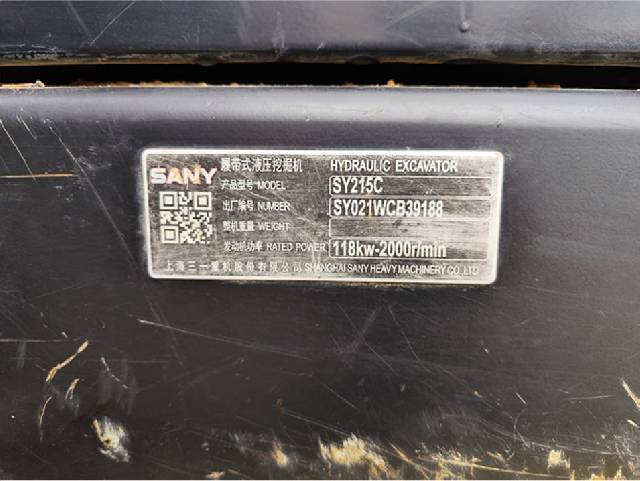 SANY 履带式液压挖掘机 HYDRAULIC EXCAVATOR
产品型号 MODEL SY215C
出厂编号 NUMBER SY021WCB39188
整机重量 WEIGHT
发动机功率 RATED POWER 118kw-2000r/min
上海三一重机股份有限公司 SHANGHAI SANY HEAVY MACHINERY CO. LTD